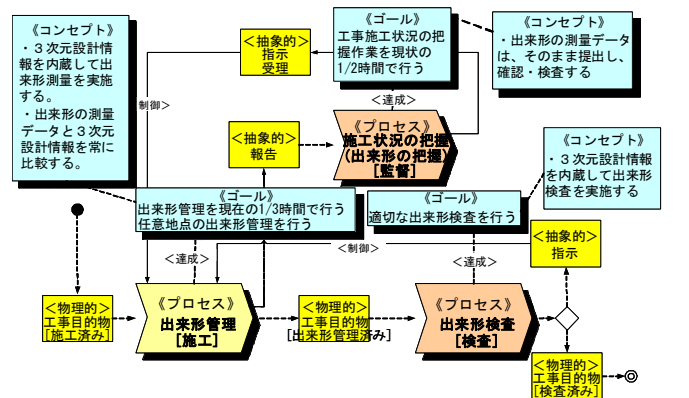 《コンセプト》
・３次元設計情
報を内蔵して出
来形測量を実施
する。
・出来形の測量
データと３次元
設計情報を常に
比較する。
＜抽象的＞
指示
受理
《ゴール》
工事施工状況の把
握作業を現状の
1/2時間で行う
《コンセプト》
・出来形の測量データ
は、そのまま提出し、
確認・検査する
制御＞
＜達成＞
＜抽象的＞
報告
《プロセス》
施工状況の把握
(出来形の把握)
[監督]
《コンセプト》
・３次元設計情報
を内蔵して出来形
検査を実施する
《ゴール》
出来形管理を現在の1/3時間で行う
任意地点の出来形管理を行う
《ゴール》
適切な出来形検査を行う
＜制御＞
＜抽象的＞
指示
＜達成＞
＜達成＞
＜物理的＞
工事目的物
[施工済み]
《プロセス》
出来形管理
[施工]
＜物理的＞
工事目的物
[出来形管理済み]
《プロセス》
出来形検査
[検査]
＜物理的＞
工事目的物
[検査済み]